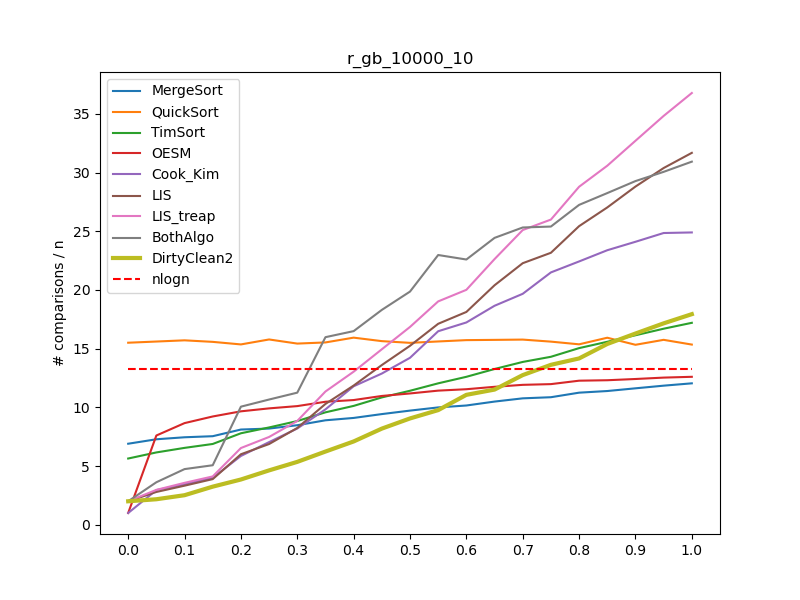 r_gb_10000_10
MergeSort
QuickSort
TimSort
OESM
Cook_Kim
LIS
LIS_treap
BothAlgo
DirtyClean2
nlogn
# comparisons / n
35
30
25
20
15
10
5
0
0.0 0.1 0.2 0.3 0.4 0.5 0.6 0.7 0.8 0.9 1.0